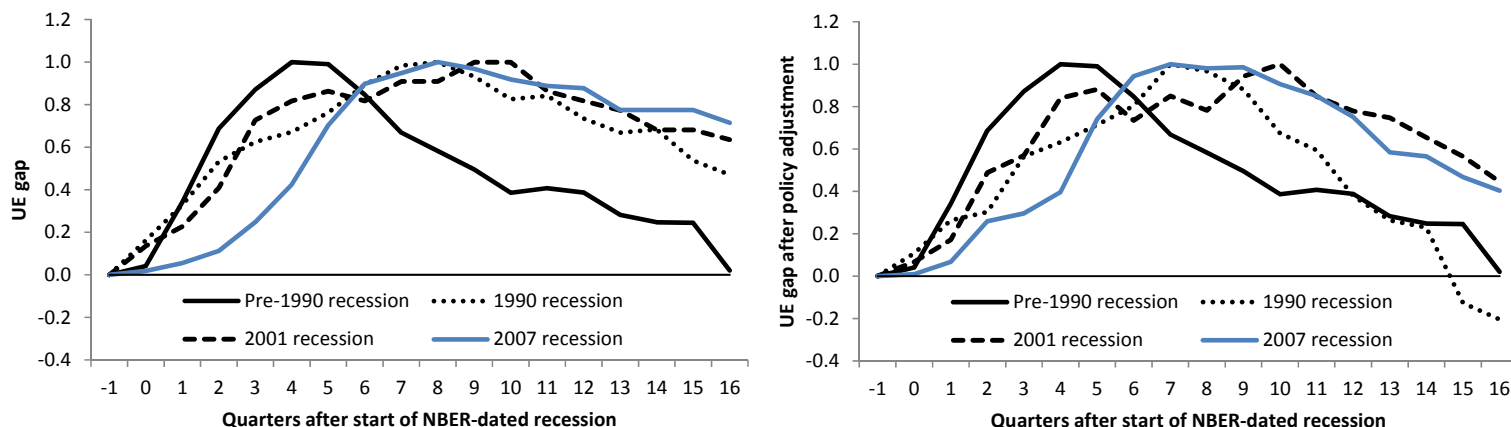 1.2
1.0
0.8
0.6
0.4
0.2
0.0
-0.2
-0.4
UE gap
Pre-1990 recession
1990 recession
2001 recession
2007 recession
-1 0 1 2 3 4 5 6 7 8 9 10 11 12 13 14 15 16
Quarters after start of NBER-dated recession
1.2
1.0
0.8
0.6
0.4
0.2
0.0
-0.2
-0.4
UE gap after policy adjustment
Pre-1990 recession
1990 recession
2001 recession
2007 recession
-1 0 1 2 3 4 5 6 7 8 9 10 11 12 13 14 15 16
Quarters after start of NBER-dated recession